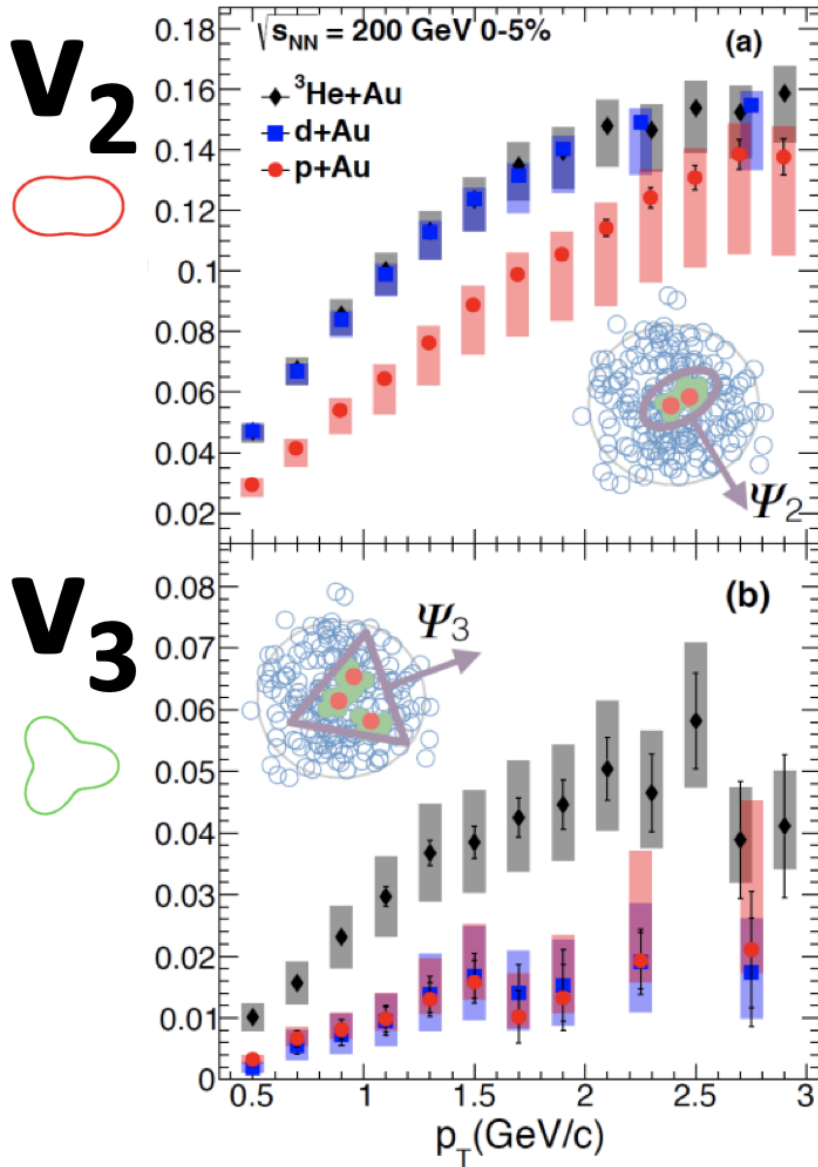 v₂
√s_NN = 200 GeV 0-5%
(a)
³He+Au
d+Au
p+Au
0.18
0.16
0.14
0.12
0.1
0.08
0.06
0.04
0.02
Ψ₂
v₃
(b)
Ψ₃
0.08
0.07
0.06
0.05
0.04
0.03
0.02
0.01
0
0.5 1 1.5 2 2.5 3
p_T(GeV/c)